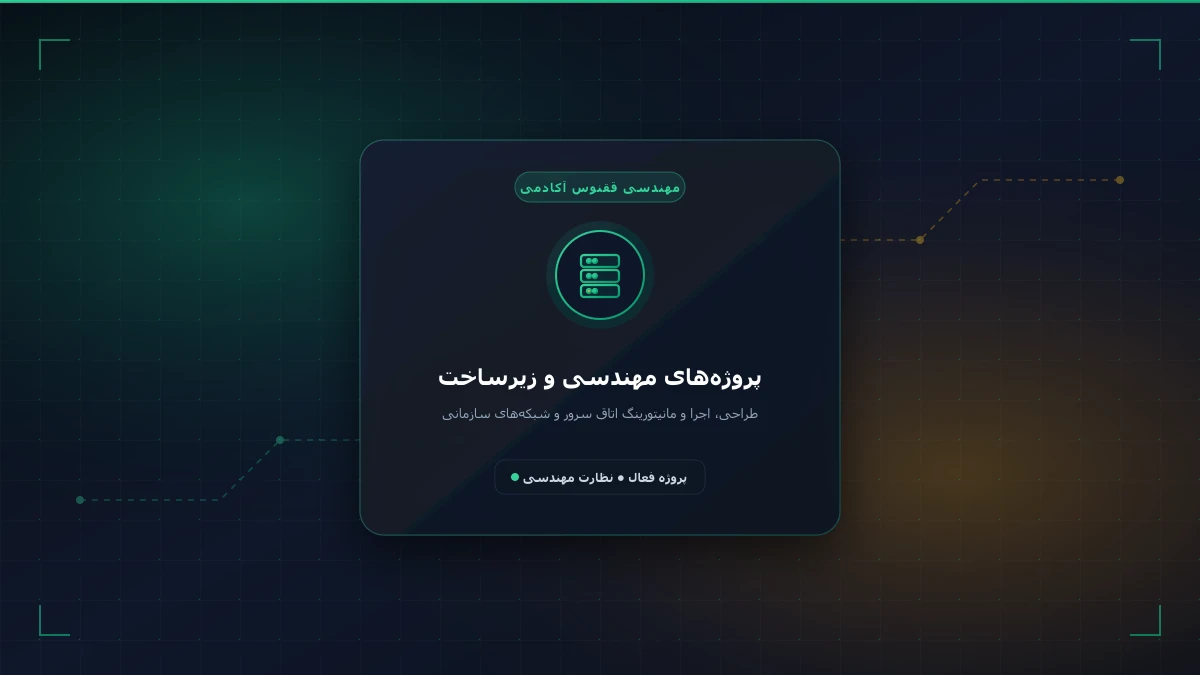 مهندسی ققنوس آکادمی
پروژه‌های مهندسی و زیرساخت
طراحی، اجرا و مانیتورینگ اتاق سرور و شبکه‌های سازمانی
پروژه فعال • نظارت مهندسی